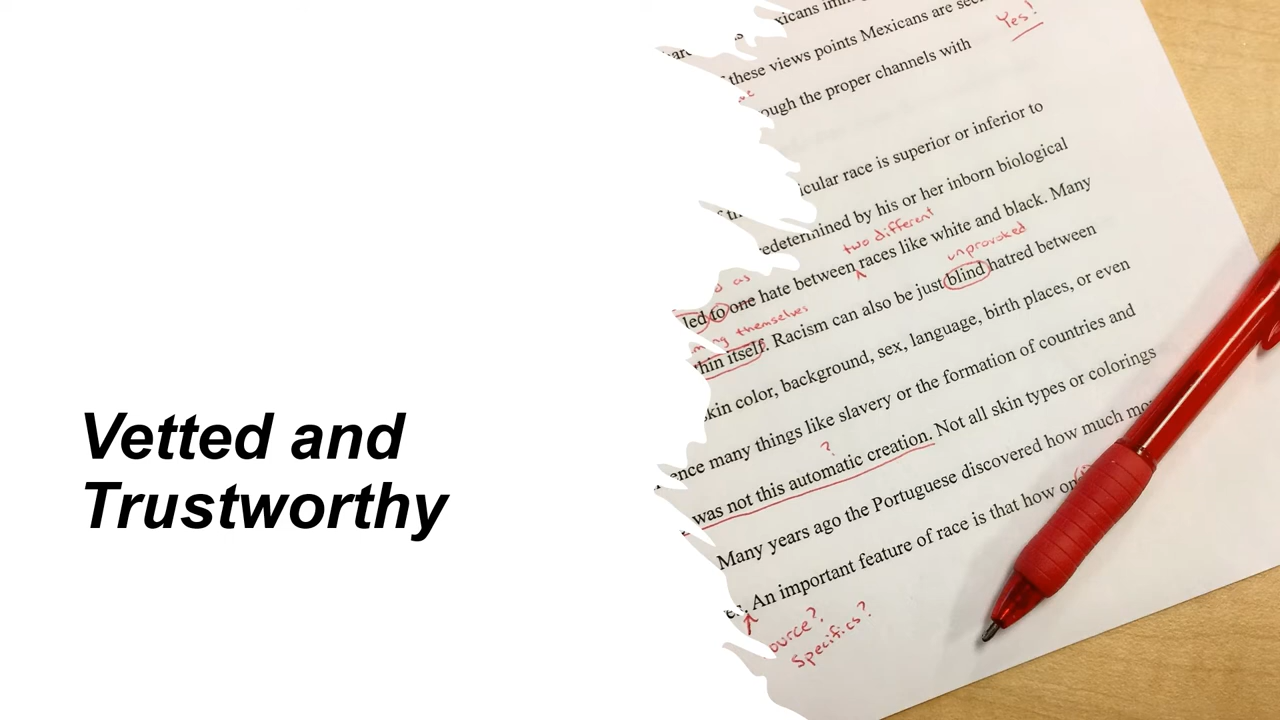 Vetted and
Trustworthy
Yes!
these views points Mexicans are
ough the proper channels with
icular race is superior or inferior to
redetermined by his or her inborn biological
two different
races like white and black. Many
unprovoked
led to one hate between
as
blind hatred between
ng themselves
hin itself. Racism can also be just
skin color, background, sex, language, birth places, or even
ence many things like slavery or the formation of countries and
?
was not this automatic creation. Not all skin types or colorings
Many years ago the Portuguese discovered how much mo
An important feature of race is that how on
ource?
Specifics?